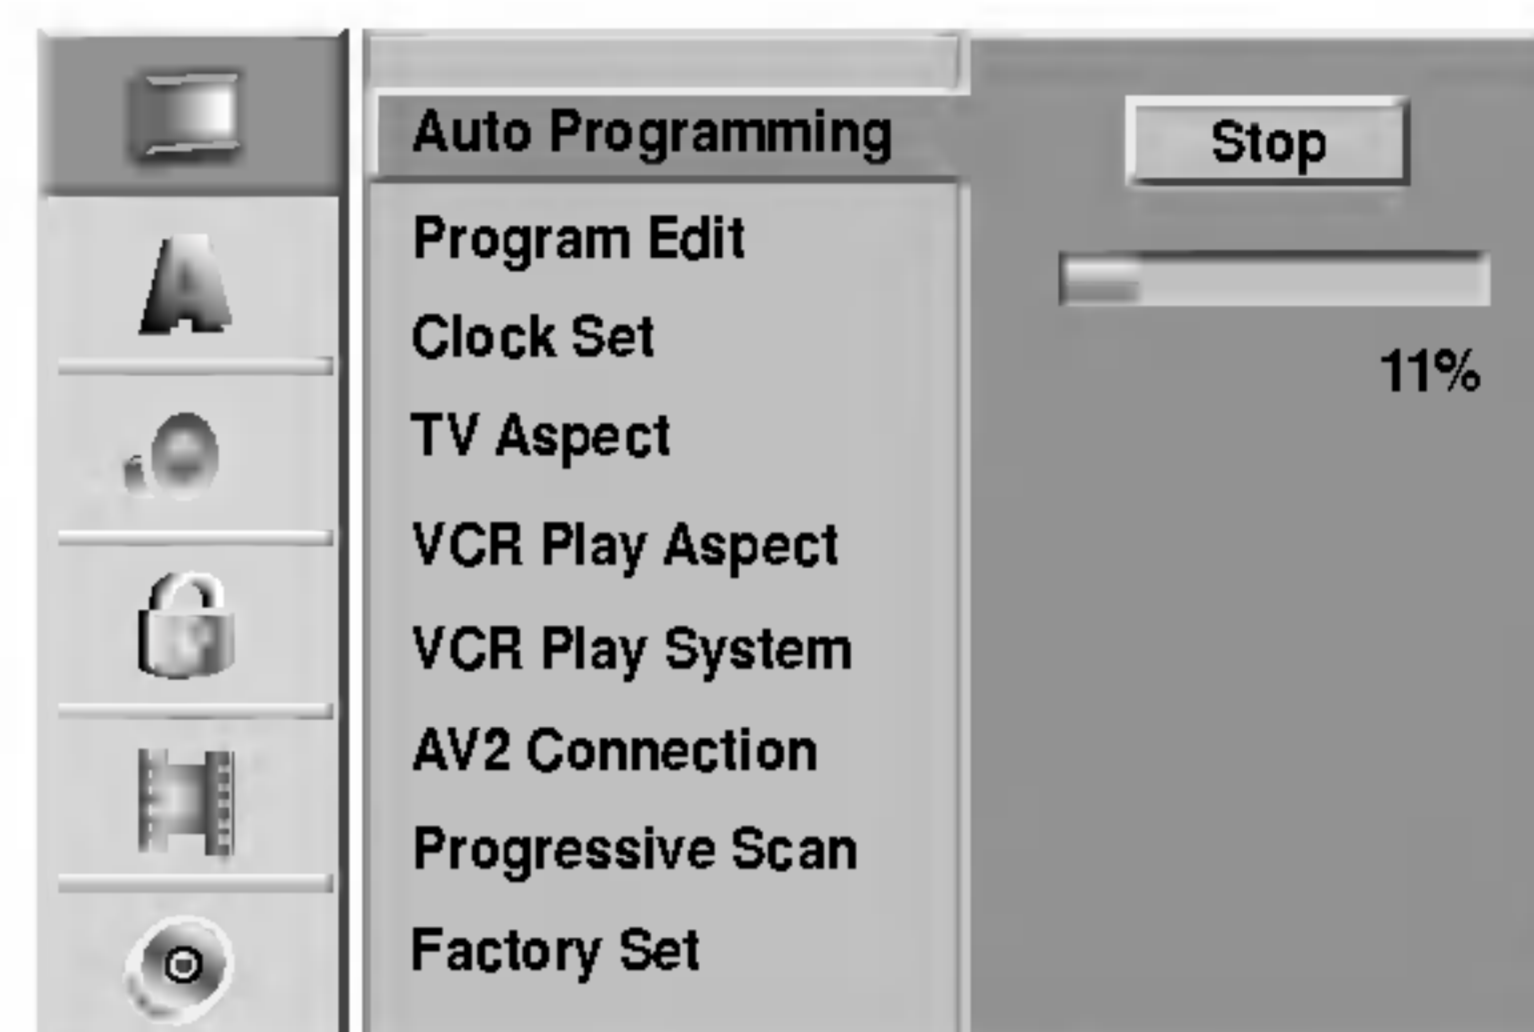 Auto Programming
Program Edit
Clock Set
TV Aspect
VCR Play Aspect
VCR Play System
AV2 Connection
Progressive Scan
Factory Set
Stop
11%